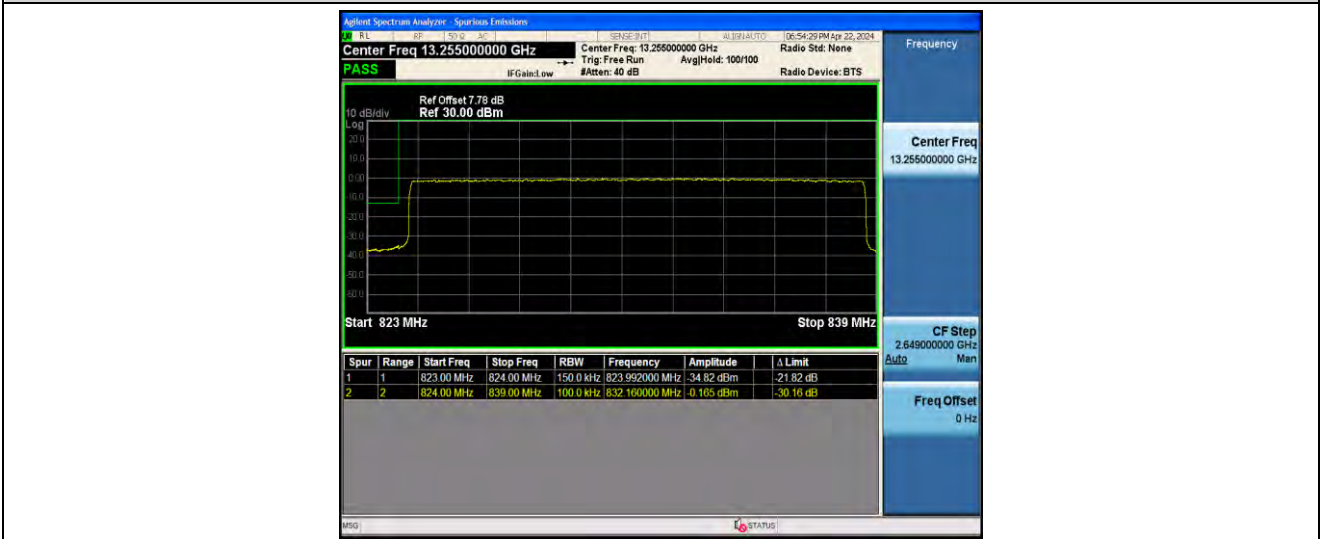 Agilent Spectrum Analyzer - Spurious Emissions
RL RF 50 Ω AC SENSE:INT ALIGNAUTO 06:54:29 PM Apr 22, 2024
Center Freq 13.255000000 GHz
Center Freq: 13.255000000 GHz
Radio Std: None
Trig: Free Run
Avg|Hold: 100/100
PASS
IFGain:Low
#Atten: 40 dB
Radio Device: BTS
Ref Offset 7.78 dB
10 dB/div
Ref 30.00 dBm
Log
20.0
10.0
0.00
-10.0
-20.0
-30.0
-40.0
-50.0
-60.0
Start 823 MHz
Stop 839 MHz
Spur Range Start Freq Stop Freq RBW Frequency Amplitude Δ Limit
1 1 823.00 MHz 824.00 MHz 150.0 kHz 823.992000 MHz -34.82 dBm -21.82 dB
2 2 824.00 MHz 839.00 MHz 100.0 kHz 832.160000 MHz -0.165 dBm -30.16 dB
Frequency
Center Freq
13.255000000 GHz
CF Step
2.649000000 GHz
Auto Man
Freq Offset
0 Hz
MSG
STATUS